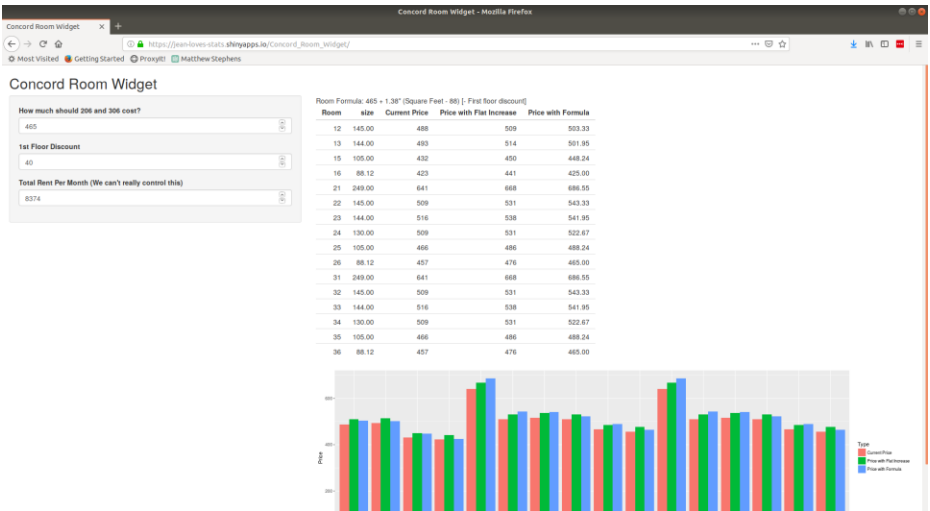 Concord Room Widget - Mozilla Firefox
Concord Room Widget × +
https://jean-loves-stats.shinyapps.io/Concord_Room_Widget/
Most Visited Getting Started Proxyit! Matthew Stephens
Concord Room Widget
How much should 206 and 306 cost?
465
1st Floor Discount
40
Total Rent Per Month (We can't really control this)
8374
Room Formula: 465 + 1.38* (Square Feet - 88) [- First floor discount]
Room size Current Price Price with Flat Increase Price with Formula
12 145.00 488 509 503.33
13 144.00 493 514 501.95
15 105.00 432 450 448.24
16 88.12 423 441 425.00
21 249.00 641 668 686.55
22 145.00 509 531 543.33
23 144.00 516 538 541.95
24 130.00 509 531 522.67
25 105.00 466 486 488.24
26 88.12 457 476 465.00
31 249.00 641 668 686.55
32 145.00 509 531 543.33
33 144.00 516 538 541.95
34 130.00 509 531 522.67
35 105.00 466 486 488.24
36 88.12 457 476 465.00
600
400
200
Price
Type
Current Price
Price with Flat Increase
Price with Formula